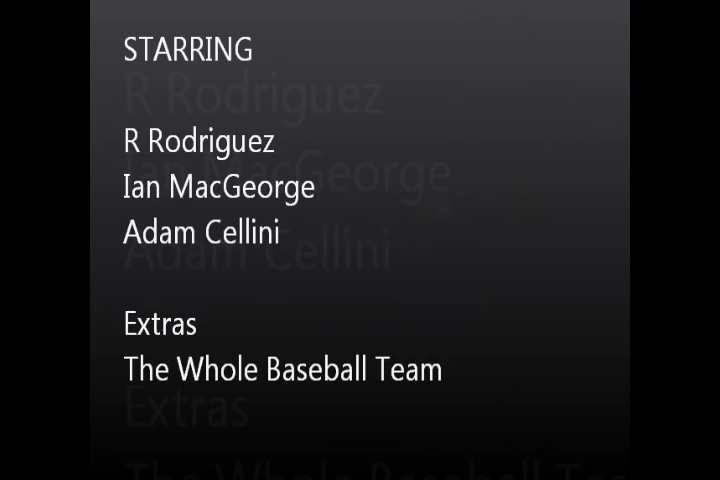 STARRING
R Rodriguez
Ian MacGeorge
Adam Cellini
Extras
The Whole Baseball Team